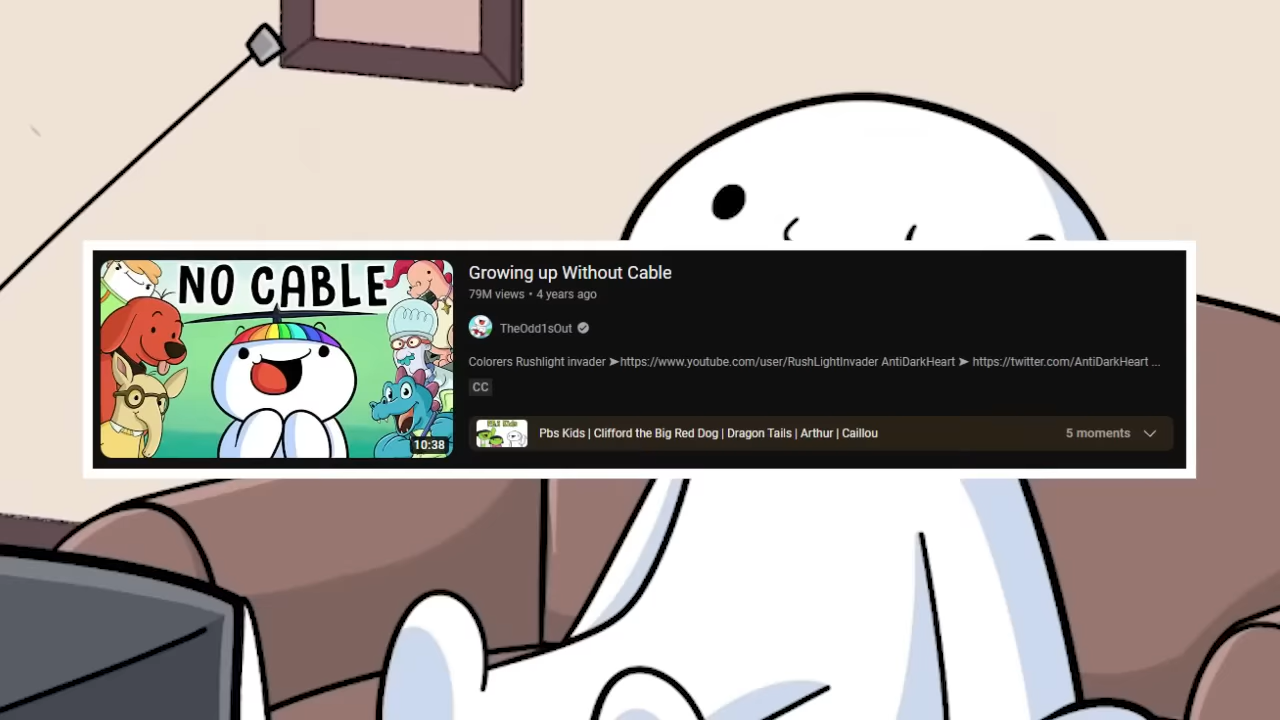 NO CABLE
10:38
Growing up Without Cable
79M views • 4 years ago
TheOdd1sOut
Colorers Rushlight invader ➤https://www.youtube.com/user/RushLightInvader AntiDarkHeart ➤ https://twitter.com/AntiDarkHeart ...
CC
Pbs Kids
Pbs Kids | Clifford the Big Red Dog | Dragon Tails | Arthur | Caillou
5 moments